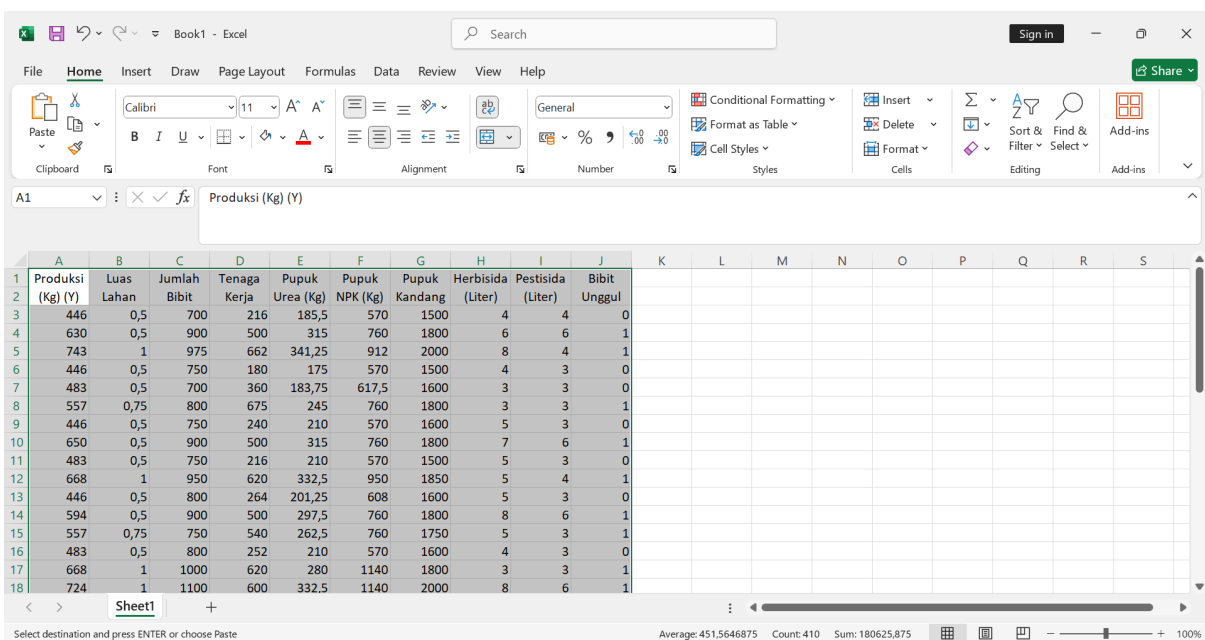 Book1 - Excel Search Sign in
File Home Insert Draw Page Layout Formulas Data Review View Help Share
Paste Calibri 11 A^ A˅ ab General Conditional Formatting Insert Σ Sort & Filter Find & Select Add-ins
B I U A % 9 .00 .00 Format as Table Delete
Cell Styles Format
Clipboard Font Alignment Number Styles Cells Editing Add-ins
A1 fx Produksi (Kg) (Y)
A B C D E F G H I J K L M N O P Q R S
1 Produksi Luas Jumlah Tenaga Pupuk Pupuk Pupuk Herbisida Pestisida Bibit
2 (Kg) (Y) Lahan Bibit Kerja Urea (Kg) NPK (Kg) Kandang (Liter) (Liter) Unggul
3 446 0,5 700 216 185,5 570 1500 4 4 0
4 630 0,5 900 500 315 760 1800 6 6 1
5 743 1 975 662 341,25 912 2000 8 4 1
6 446 0,5 750 180 175 570 1500 4 3 0
7 483 0,5 700 360 183,75 617,5 1600 3 3 0
8 557 0,75 800 675 245 760 1800 3 3 1
9 446 0,5 750 240 210 570 1600 5 3 0
10 650 0,5 900 500 315 760 1800 7 6 1
11 483 0,5 750 216 210 570 1500 5 3 0
12 668 1 950 620 332,5 950 1850 5 4 1
13 446 0,5 800 264 201,25 608 1600 5 3 0
14 594 0,5 900 500 297,5 760 1800 8 6 1
15 557 0,75 750 540 262,5 760 1750 5 3 1
16 483 0,5 800 252 210 570 1600 4 3 0
17 668 1 1000 620 280 1140 1800 3 3 1
18 724 1 1100 600 332,5 1140 2000 8 6 1
Sheet1
Select destination and press ENTER or choose Paste Average: 451,5646875 Count: 410 Sum: 180625,875 100%